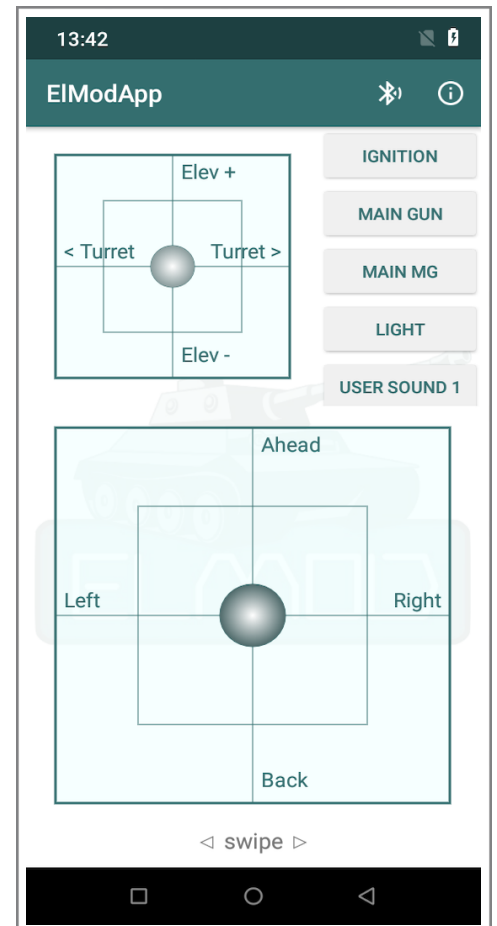 13:42
ElModApp
IGNITION
MAIN GUN
MAIN MG
LIGHT
USER SOUND 1
Elev +
< Turret
Turret >
Elev -
Ahead
Left
Right
Back
◁ swipe ▷